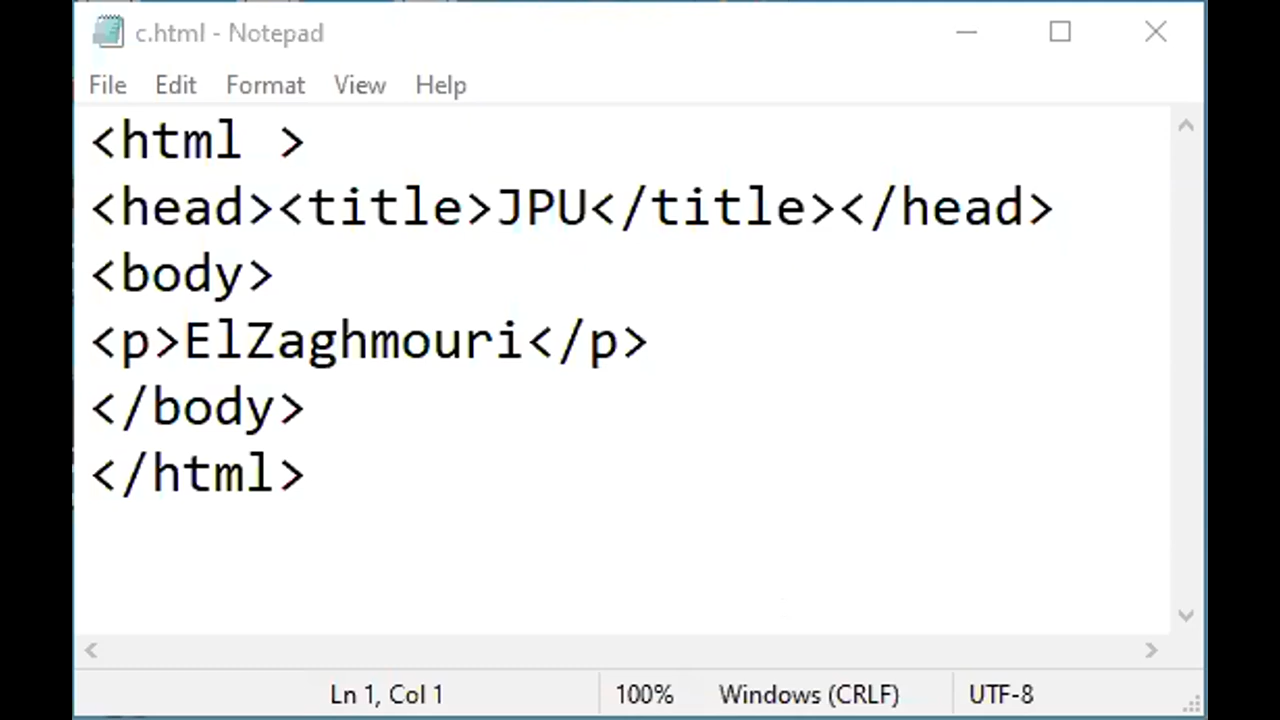 c.html - Notepad
File Edit Format View Help
<html >
<head><title>JPU</title></head>
<body>
<p>ElZaghmouri</p>
</body>
</html>
Ln 1, Col 1 100% Windows (CRLF) UTF-8